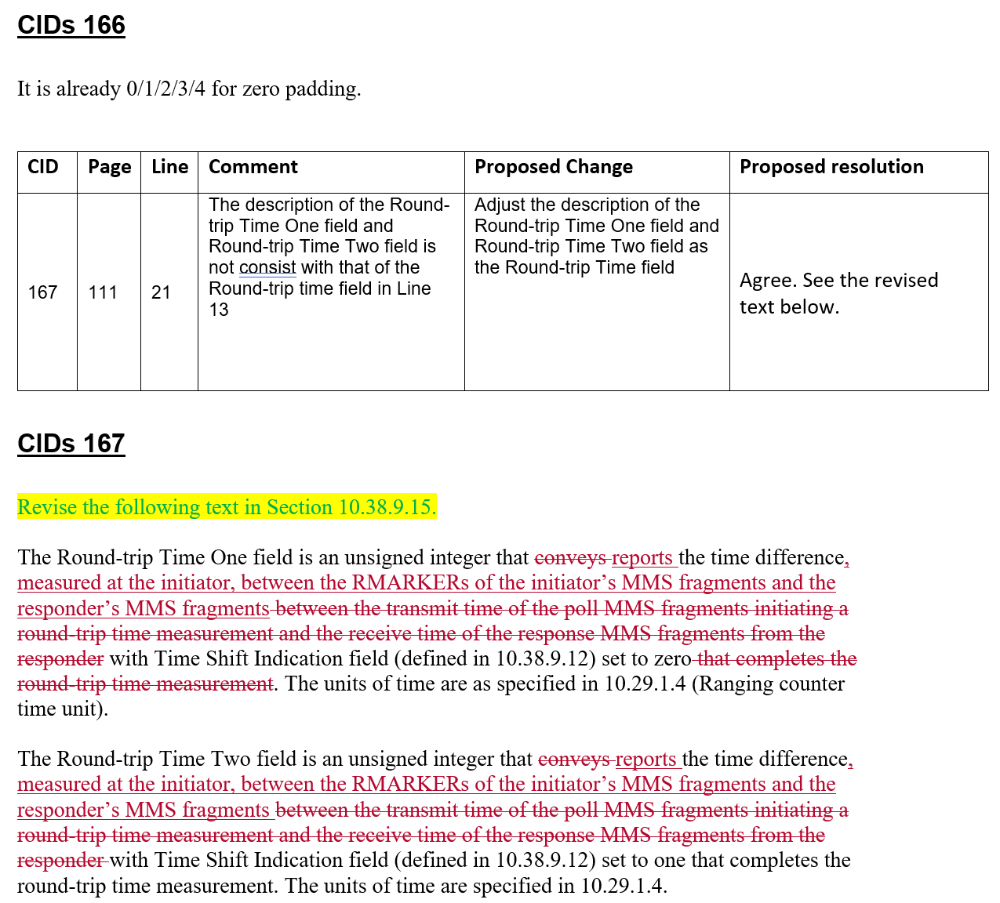 CIDs 166
It is already 0/1/2/3/4 for zero padding.
CID Page Line Comment Proposed Change Proposed resolution
167 111 21
The description of the Round-
trip Time One field and
Round-trip Time Two field is
not consist with that of the
Round-trip time field in Line
13
Adjust the description of the
Round-trip Time One field and
Round-trip Time Two field as
the Round-trip Time field
Agree. See the revised
text below.
CIDs 167
Revise the following text in Section 10.38.9.15.
The Round-trip Time One field is an unsigned integer that conveys reports the time difference,
measured at the initiator, between the RMARKERs of the initiator’s MMS fragments and the
responder’s MMS fragments between the transmit time of the poll MMS fragments initiating a
round-trip time measurement and the receive time of the response MMS fragments from the
responder with Time Shift Indication field (defined in 10.38.9.12) set to zero that completes the
round-trip time measurement. The units of time are as specified in 10.29.1.4 (Ranging counter
time unit).
The Round-trip Time Two field is an unsigned integer that conveys reports the time difference,
measured at the initiator, between the RMARKERs of the initiator’s MMS fragments and the
responder’s MMS fragments between the transmit time of the poll MMS fragments initiating a
round-trip time measurement and the receive time of the response MMS fragments from the
responder with Time Shift Indication field (defined in 10.38.9.12) set to one that completes the
round-trip time measurement. The units of time are specified in 10.29.1.4.